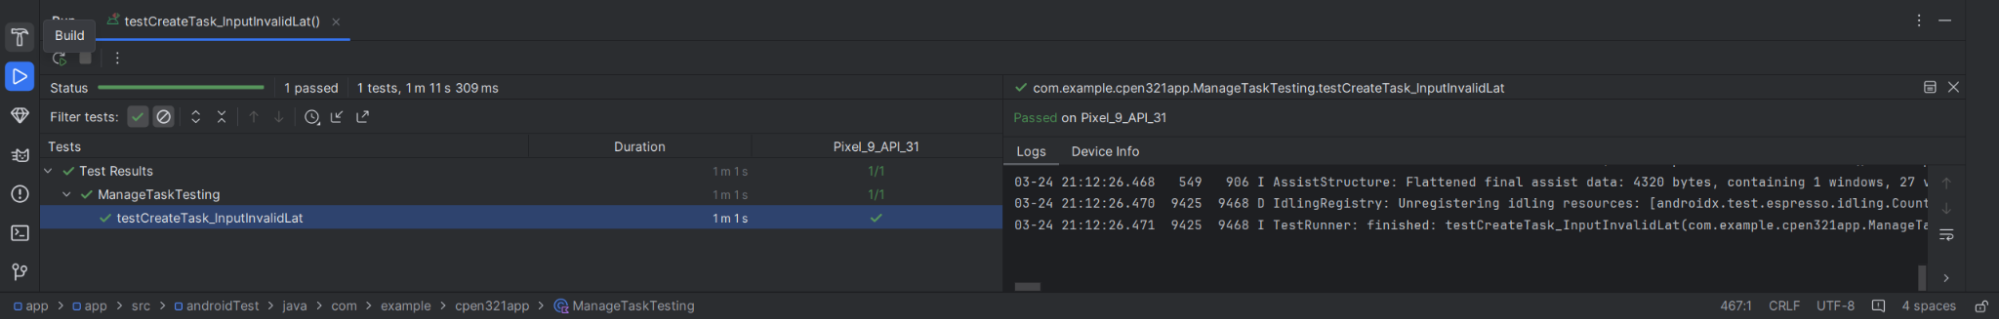 testCreateTask_InputInvalidLat()
Build
Status 1 passed 1 tests, 1 m 11 s 309 ms
com.example.cpen321app.ManageTaskTesting.testCreateTask_InputInvalidLat
Filter tests:
Passed on Pixel_9_API_31
Tests Duration Pixel_9_API_31
Logs Device Info
Test Results 1 m 1 s 1/1
03-24 21:12:26.468 549 906 I AssistStructure: Flattened final assist data: 4320 bytes, containing 1 windows, 27 v
ManageTaskTesting 1 m 1 s 1/1
03-24 21:12:26.470 9425 9468 D IdlingRegistry: Unregistering idling resources: [androidx.test.espresso.idling.Count
testCreateTask_InputInvalidLat 1 m 1 s
03-24 21:12:26.471 9425 9468 I TestRunner: finished: testCreateTask_InputInvalidLat(com.example.cpen321app.ManageTa
app > app > src > androidTest > java > com > example > cpen321app > ManageTaskTesting 467:1 CRLF UTF-8 4 spaces